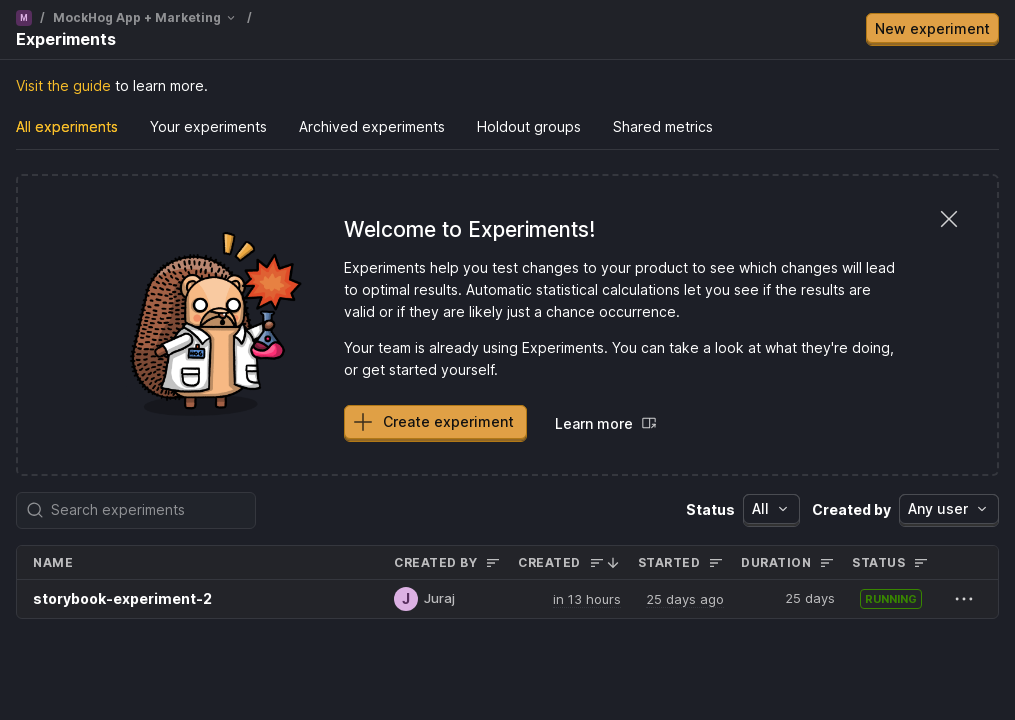 M / MockHog App + Marketing /
Experiments
New experiment
Visit the guide to learn more.
All experiments Your experiments Archived experiments Holdout groups Shared metrics
Welcome to Experiments!
Experiments help you test changes to your product to see which changes will lead
to optimal results. Automatic statistical calculations let you see if the results are
valid or if they are likely just a chance occurrence.
Your team is already using Experiments. You can take a look at what they're doing,
or get started yourself.
Create experiment Learn more
Search experiments Status All Created by Any user
NAME CREATED BY CREATED STARTED DURATION STATUS
storybook-experiment-2 J Juraj in 13 hours 25 days ago 25 days RUNNING